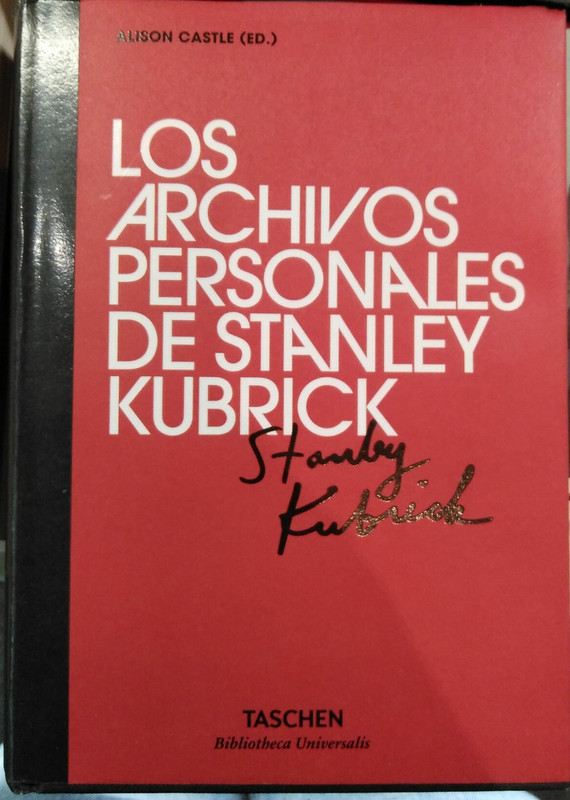 ALISON CASTLE (ED.)
LOS
ARCHIVOS
PERSONALES
DE STANLEY
KUBRICK
Stanley
Kubrick
TASCHEN
Bibliotheca Universalis